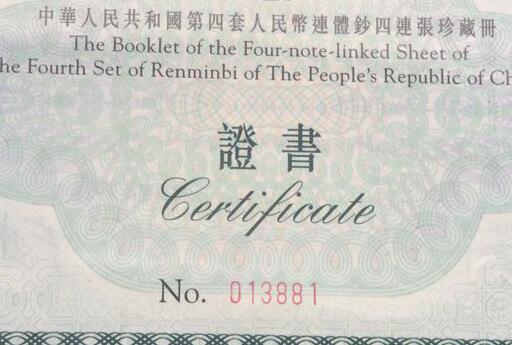 中華人民共和國第四套人民幣連體鈔四連張珍藏冊
The Booklet of the Four-note-linked Sheet of
he Fourth Set of Renminbi of The People's Republic of Ch
證書
Certificate
No. 013881